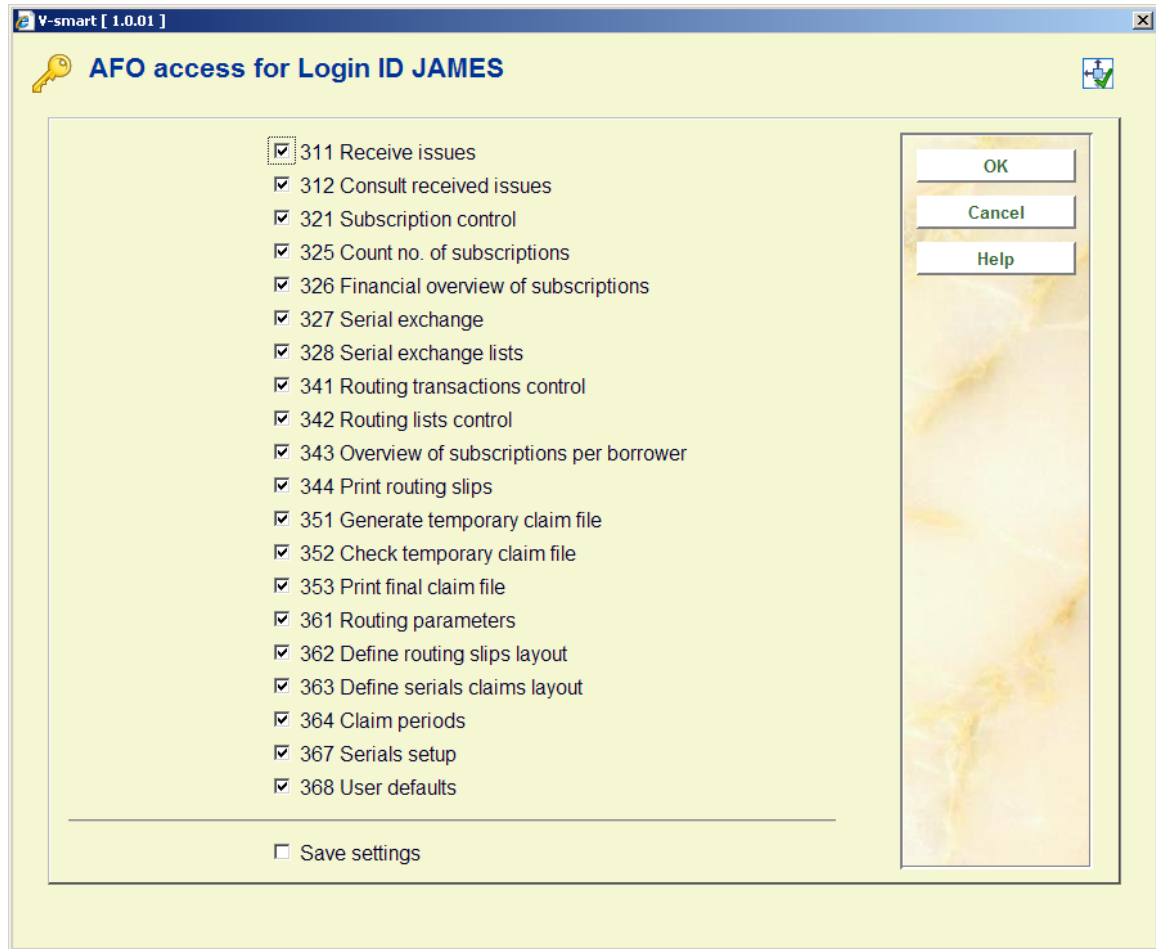 V-smart [ 1.0.01 ]
AFO access for Login ID JAMES
311 Receive issues
312 Consult received issues
321 Subscription control
325 Count no. of subscriptions
326 Financial overview of subscriptions
327 Serial exchange
328 Serial exchange lists
341 Routing transactions control
342 Routing lists control
343 Overview of subscriptions per borrower
344 Print routing slips
351 Generate temporary claim file
352 Check temporary claim file
353 Print final claim file
361 Routing parameters
362 Define routing slips layout
363 Define serials claims layout
364 Claim periods
367 Serials setup
368 User defaults
Save settings
OK
Cancel
Help